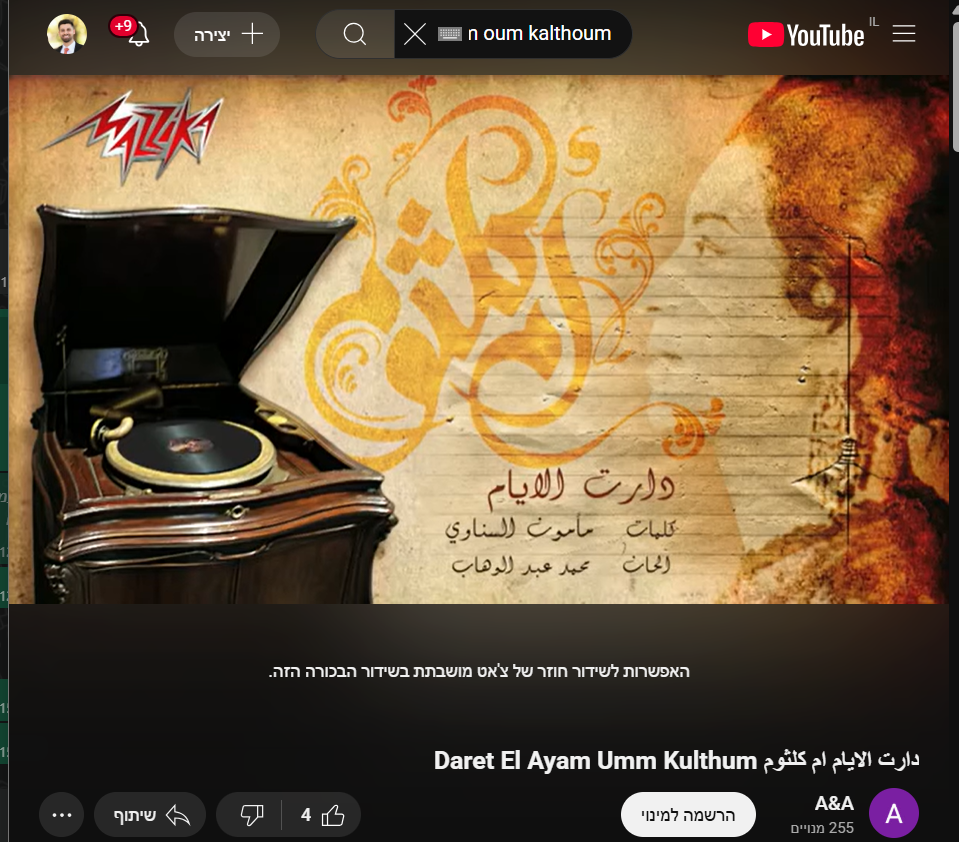 +9
יצירה
n oum kalthoum
YouTube IL
MAZZIKA
أم كلثوم
دارت الايام
كلمات مأمون السناوي
الحان محمد عبد الوهاب
האפשרות לשידור חוזר של צ'אט מושבתת בשידור הבכורה הזה.
دارت الايام ام كلثوم Daret El Ayam Umm Kulthum
A&A
A
255 מנויים
הרשמה למינוי
4
שיתוף